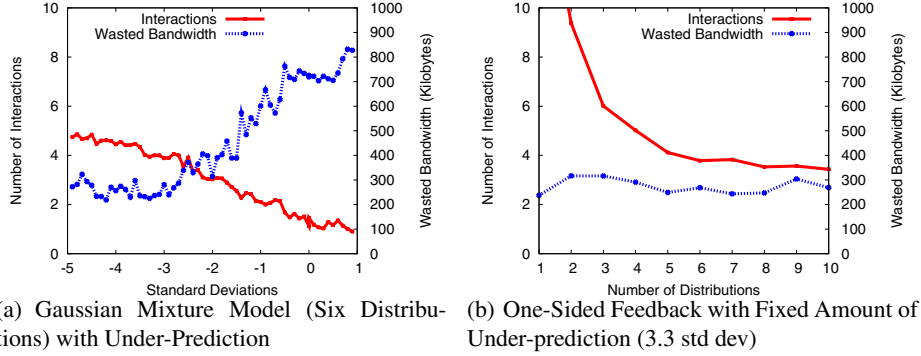 Interactions
Wasted Bandwidth
10
8
6
4
2
0
Number of Interactions
1000
900
800
700
600
500
400
300
200
100
0
Wasted Bandwidth (Kilobytes)
-5 -4 -3 -2 -1 0 1
Standard Deviations
(a) Gaussian Mixture Model (Six Distribu-
tions) with Under-Prediction
Interactions
Wasted Bandwidth
10
8
6
4
2
0
Number of Interactions
1000
900
800
700
600
500
400
300
200
100
0
Wasted Bandwidth (Kilobytes)
1 2 3 4 5 6 7 8 9 10
Number of Distributions
(b) One-Sided Feedback with Fixed Amount of
Under-prediction (3.3 std dev)